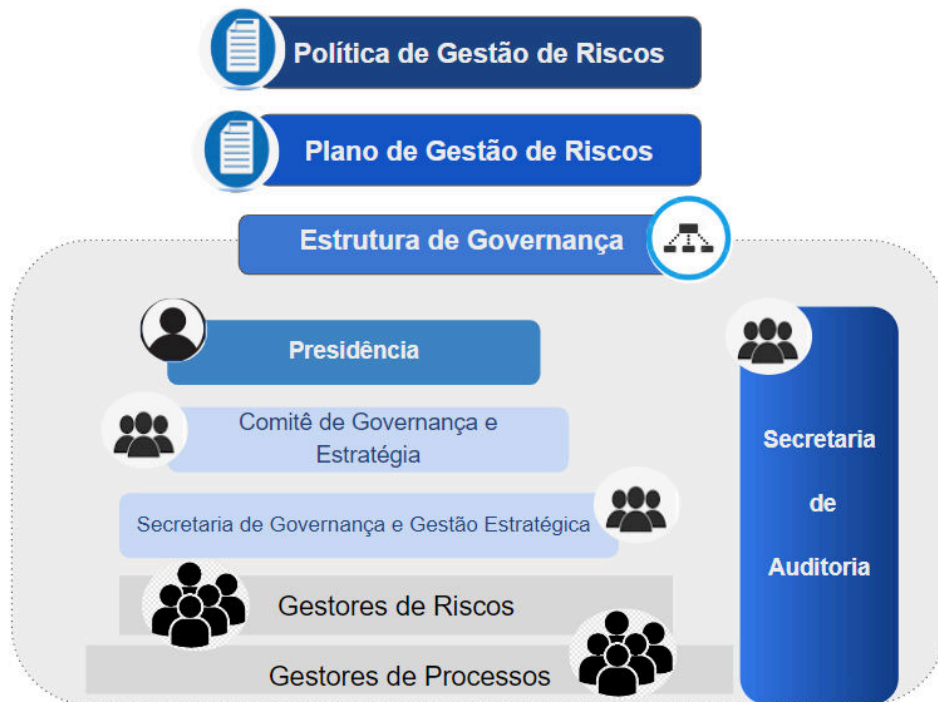 Política de Gestão de Riscos
Plano de Gestão de Riscos
Estrutura de Governança
Presidência
Comitê de Governança e
Estratégia
Secretaria de Governança e Gestão Estratégica
Gestores de Riscos
Gestores de Processos
Secretaria
de
Auditoria